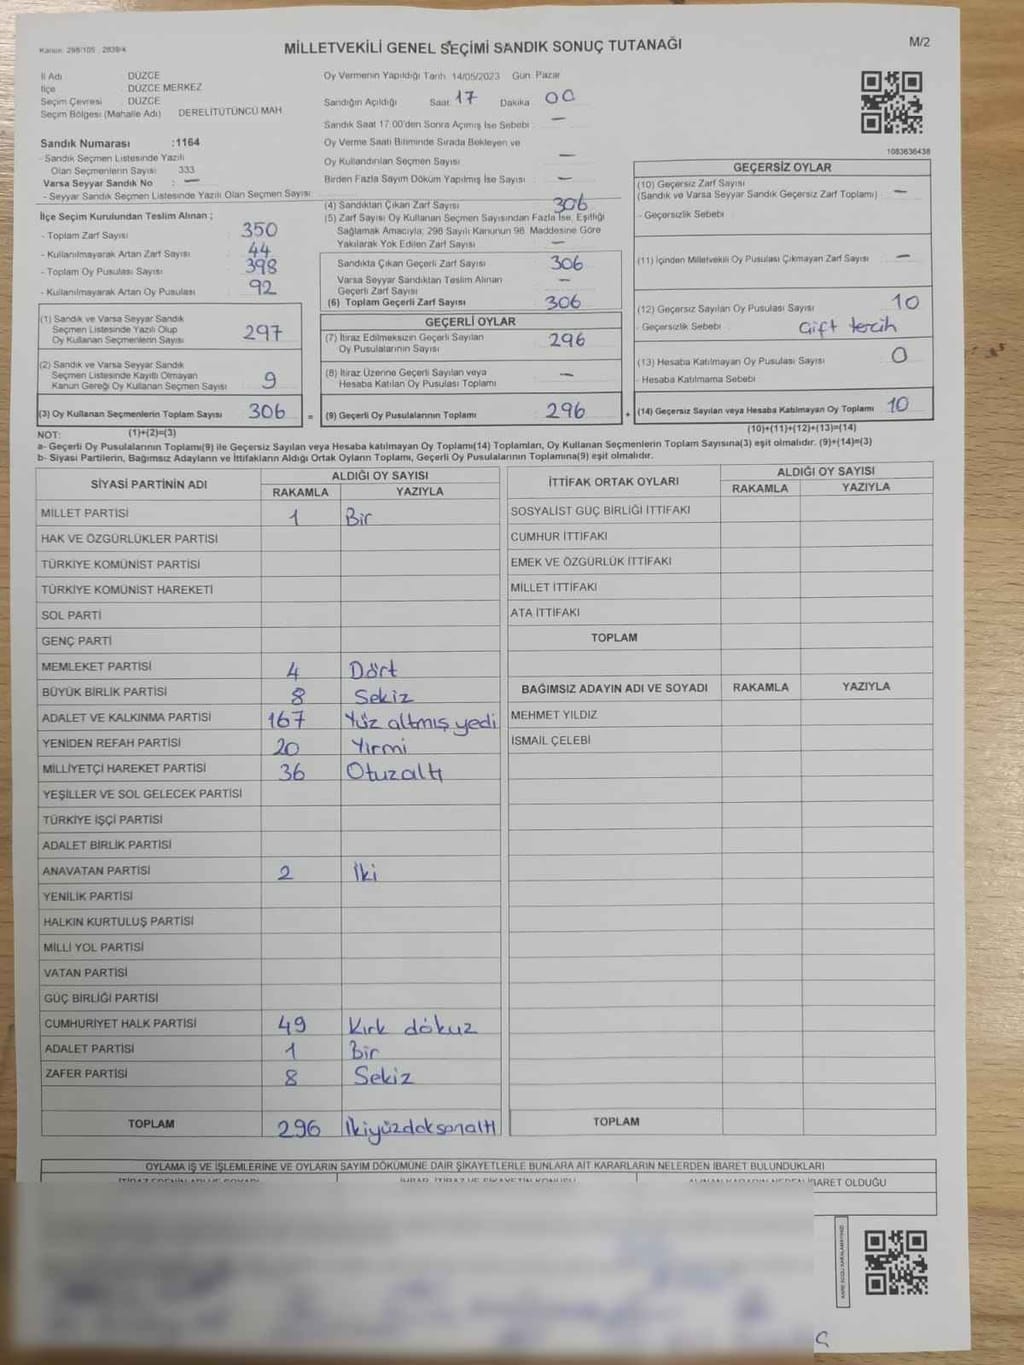 Kanun: 298/105 : 2839/4
MİLLETVEKİLİ GENEL SEÇİMİ SANDIK SONUÇ TUTANAĞI
M/2
İl Adı : DÜZCE
İlçe : DÜZCE MERKEZ
Seçim Çevresi : DÜZCE
Seçim Bölgesi (Mahalle Adı) : DERELİTÜTÜNCÜ MAH
Oy Vermenin Yapıldığı Tarih: 14/05/2023 Gün: Pazar
Sandığın Açıldığı Saat: 17 Dakika 00
Sandık Saat 17:00'den Sonra Açımış İse Sebebi : —
Sandık Numarası :1164
- Sandık Seçmen Listesinde Yazılı
Olan Seçmenlerin Sayısı : 333
Varsa Seyyar Sandık No : —
- Seyyar Sandık Seçmen Listesinde Yazılı Olan Seçmen Sayısı:
Oy Verme Saati Bitiminde Sırada Bekleyen ve
Oy Kullandırılan Seçmen Sayısı : —
Birden Fazla Sayım Döküm Yapılmış İse Sayısı : —
1083636438
İlçe Seçim Kurulundan Teslim Alınan ;
- Toplam Zarf Sayısı : 350
- Kullanılmayarak Artan Zarf Sayısı : 44
- Toplam Oy Pusulası Sayısı : 398
- Kullanılmayarak Artan Oy Pusulası : 92
(1) Sandık ve Varsa Seyyar Sandık
Seçmen Listesinde Yazılı Olup
Oy Kullanan Seçmenlerin Sayısı : 297
(2) Sandık ve Varsa Seyyar Sandık
Seçmen Listesinde Kayıtlı Olmayan
Kanun Gereği Oy Kullanan Seçmen Sayısı : 9
(3) Oy Kullanan Seçmenlerin Toplam Sayısı : 306 =
(4) Sandıktan Çıkan Zarf Sayısı : 306
(5) Zarf Sayısı Oy Kullanan Seçmen Sayısından Fazla İse, Eşitliği
Sağlamak Amacıyla; 298 Sayılı Kanunun 98. Maddesine Göre
Yakılarak Yok Edilen Zarf Sayısı : —
Sandıkta Çıkan Geçerli Zarf Sayısı : 306
Varsa Seyyar Sandıktan Teslim Alınan
Geçerli Zarf Sayısı : —
(6) Toplam Geçerli Zarf Sayısı : 306
GEÇERLİ OYLAR
(7) İtiraz Edilmeksizin Geçerli Sayılan
Oy Pusulalarının Sayısı : 296
(8) İtiraz Üzerine Geçerli Sayılan veya
Hesaba Katılan Oy Pusulası Toplamı : —
(9) Geçerli Oy Pusulalarının Toplamı : 296 +
GEÇERSİZ OYLAR
(10) Geçersiz Zarf Sayısı
(Sandık ve Varsa Seyyar Sandık Geçersiz Zarf Toplamı) : —
- Geçersizlik Sebebi :
(11) İçinden Milletvekili Oy Pusulası Çıkmayan Zarf Sayısı : —
(12) Geçersiz Sayılan Oy Pusulası Sayısı : 10
- Geçersizlik Sebebi : Çift tercih
(13) Hesaba Katılmayan Oy Pusulası Sayısı : 0
- Hesaba Katılmama Sebebi :
(14) Geçersiz Sayılan veya Hesaba Katılmayan Oy Toplamı : 10
NOT: (1)+(2)=(3)
(10)+(11)+(12)+(13)=(14)
a- Geçerli Oy Pusulalarının Toplamı(9) ile Geçersiz Sayılan veya Hesaba katılmayan Oy Toplamı(14) Toplamları, Oy Kullanan Seçmenlerin Toplam Sayısına(3) eşit olmalıdır. (9)+(14)=(3)
b- Siyasi Partilerin, Bağımsız Adayların ve İttifakların Aldığı Ortak Oyların Toplamı, Geçerli Oy Pusulalarının Toplamına(9) eşit olmalıdır.
SİYASİ PARTİNİN ADI
ALDIĞI OY SAYISI
RAKAMLA YAZIYLA
MİLLET PARTİSİ 1 Bir
HAK VE ÖZGÜRLÜKLER PARTİSİ
TÜRKİYE KOMÜNİST PARTİSİ
TÜRKİYE KOMÜNİST HAREKETİ
SOL PARTİ
GENÇ PARTİ
MEMLEKET PARTİSİ 4 Dört
BÜYÜK BİRLİK PARTİSİ 8 Sekiz
ADALET VE KALKINMA PARTİSİ 167 Yüz altmış yedi
YENİDEN REFAH PARTİSİ 20 Yirmi
MİLLİYETÇİ HAREKET PARTİSİ 36 Otuzaltı
YEŞİLLER VE SOL GELECEK PARTİSİ
TÜRKİYE İŞÇİ PARTİSİ
ADALET BİRLİK PARTİSİ
ANAVATAN PARTİSİ 2 İki
YENİLİK PARTİSİ
HALKIN KURTULUŞ PARTİSİ
MİLLİ YOL PARTİSİ
VATAN PARTİSİ
GÜÇ BİRLİĞİ PARTİSİ
CUMHURİYET HALK PARTİSİ 49 Kırk dokuz
ADALET PARTİSİ 1 Bir
ZAFER PARTİSİ 8 Sekiz
TOPLAM 296 İkiyüzdoksanaltı
İTTİFAK ORTAK OYLARI
ALDIĞI OY SAYISI
RAKAMLA YAZIYLA
SOSYALİST GÜÇ BİRLİĞİ İTTİFAKI
CUMHUR İTTİFAKI
EMEK VE ÖZGÜRLÜK İTTİFAKI
MİLLET İTTİFAKI
ATA İTTİFAKI
TOPLAM
BAĞIMSIZ ADAYIN ADI VE SOYADI RAKAMLA YAZIYLA
MEHMET YILDIZ
İSMAİL ÇELEBİ
TOPLAM
OYLAMA İŞ VE İŞLEMLERİNE VE OYLARIN SAYIM DÖKÜMÜNE DAİR ŞİKAYETLERLE BUNLARA AİT KARARLARIN NELERDEN İBARET BULUNDUKLARI
İBARET OLDUĞU
KARE KODU KARALAMAYINIZ!